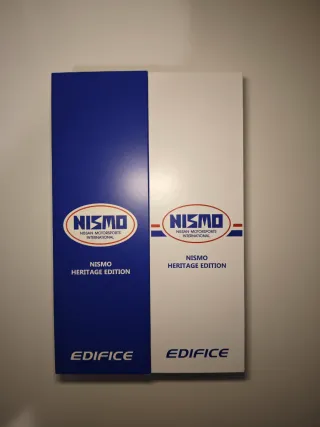 NISMO
NISSAN MOTORSPORTS
INTERNATIONAL
NISMO
HERITAGE EDITION
EDIFICE
NISMO
NISSAN MOTORSPORTS
INTERNATIONAL
NISMO
HERITAGE EDITION
EDIFICE